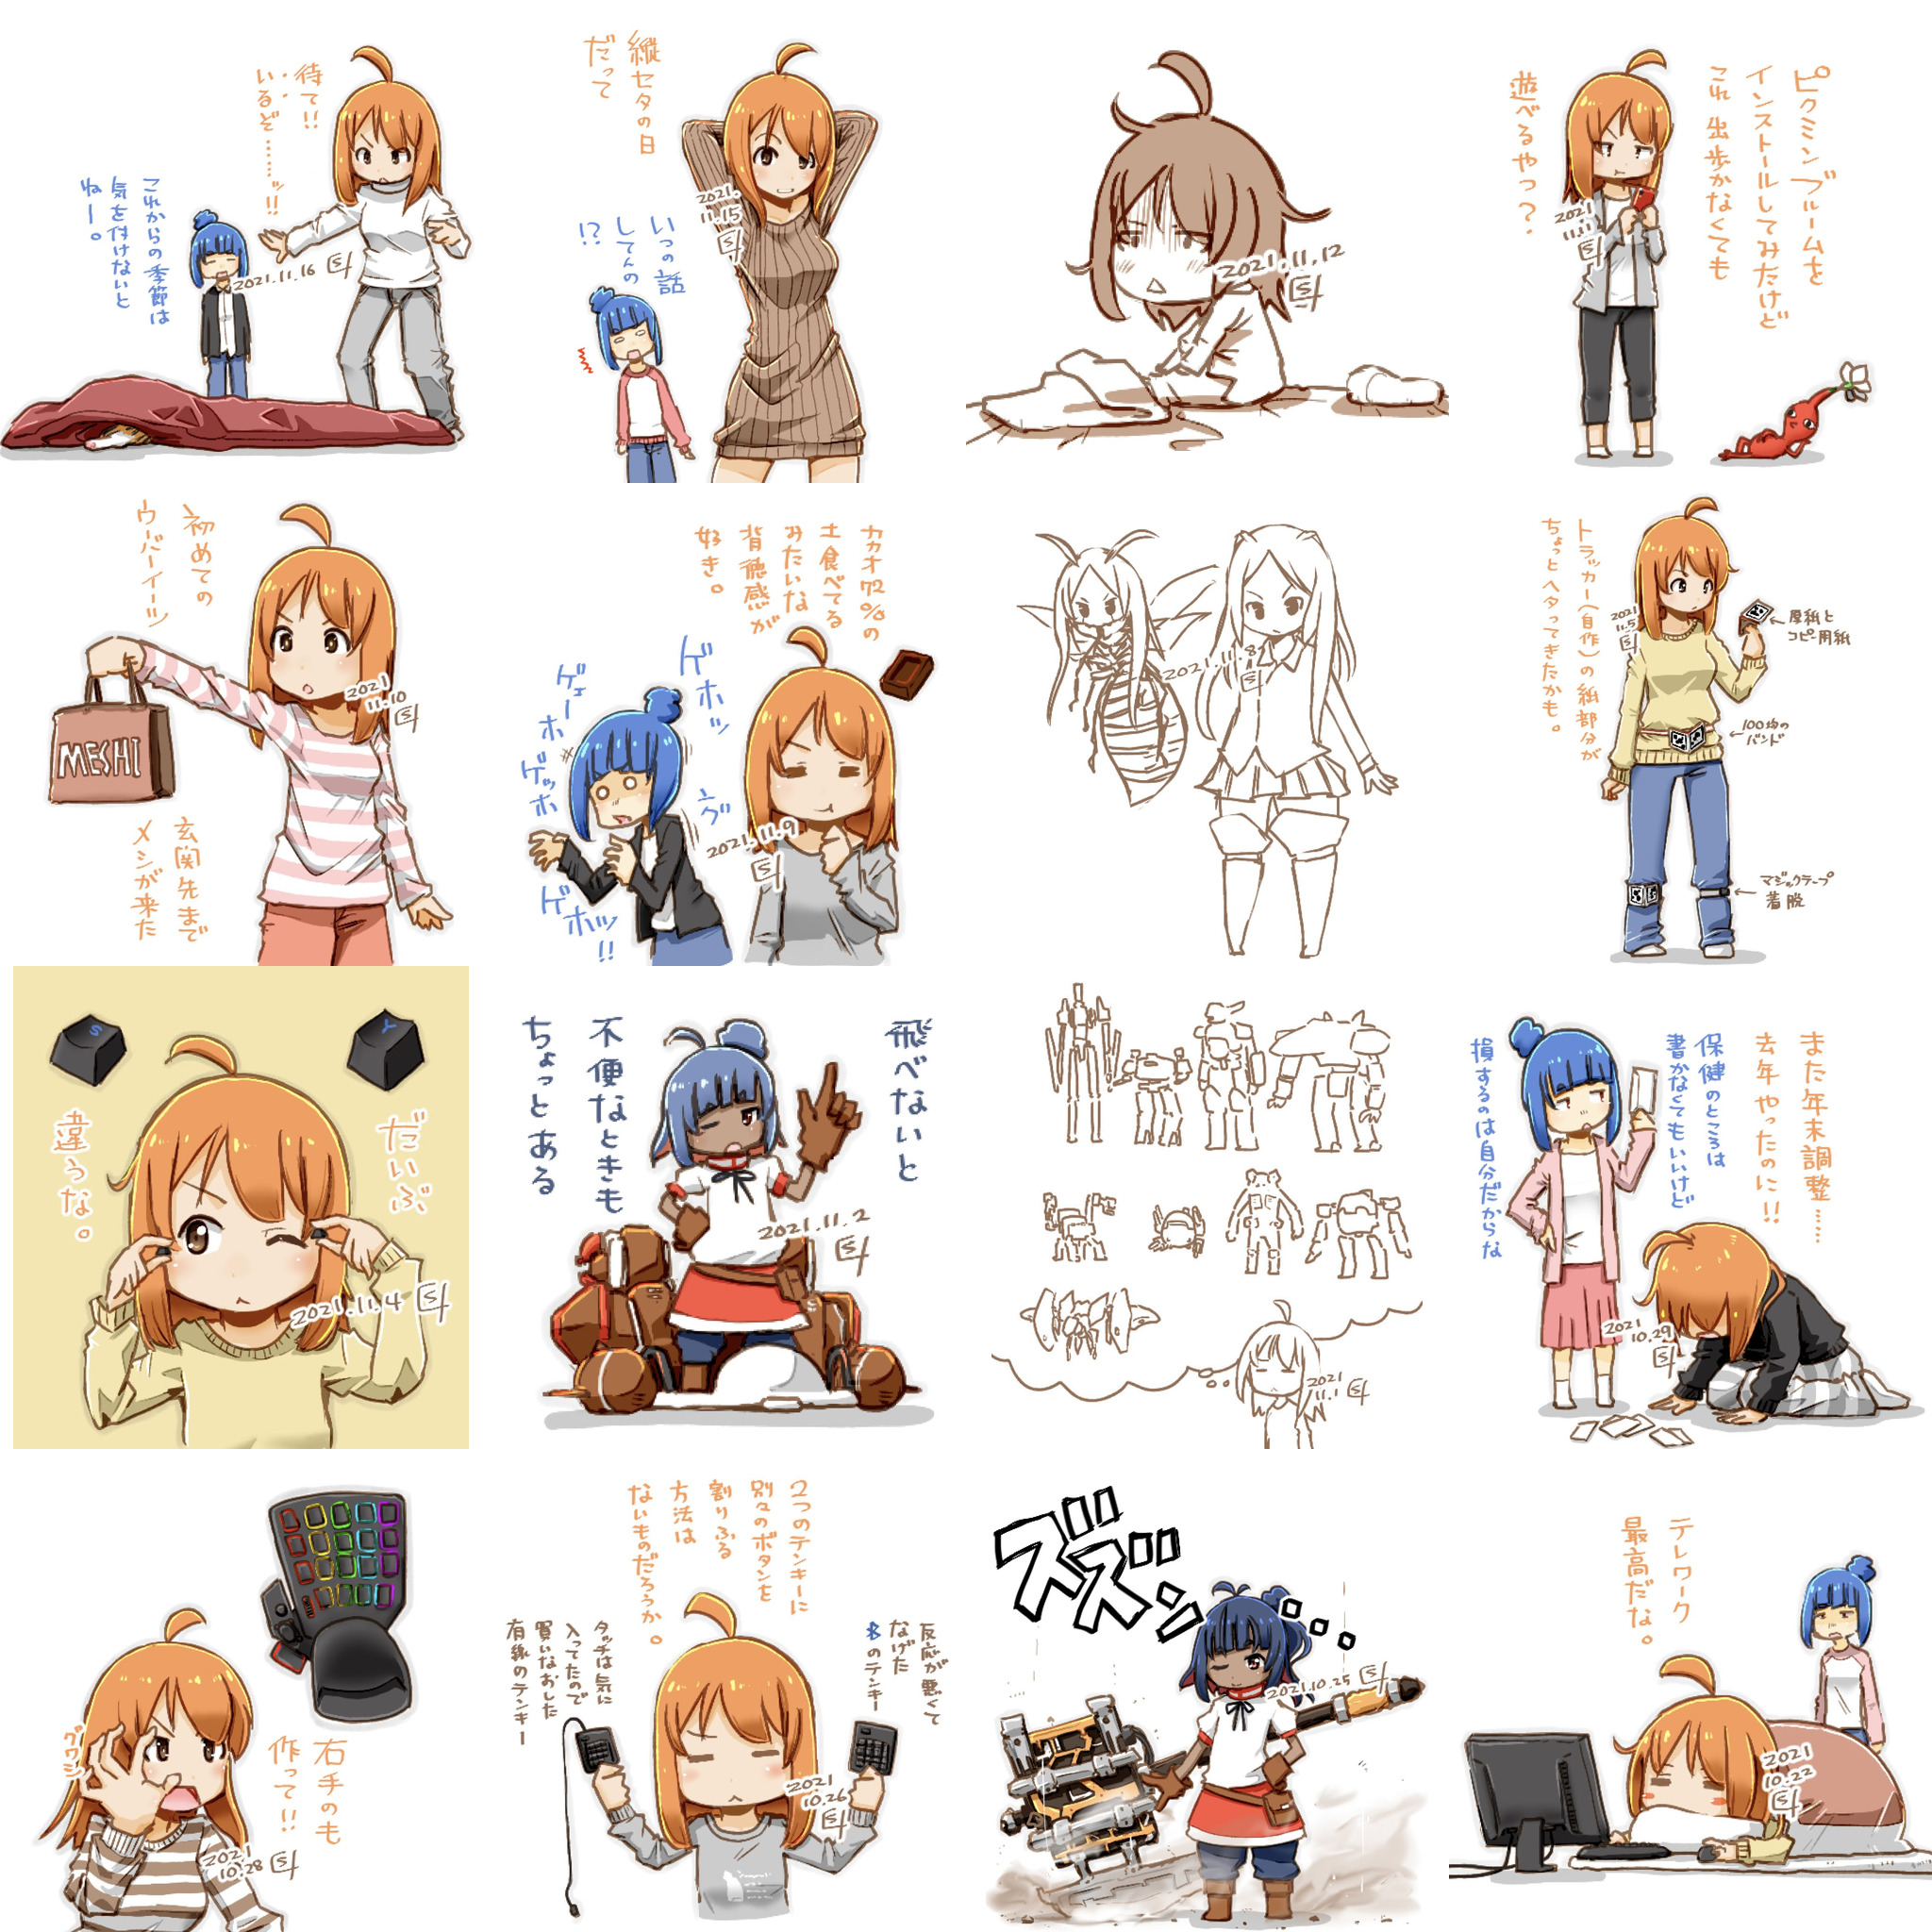 待て!!
いるぞ……ッ!!
これからの季節は
気を付けないと
ねー。
2021.11.16
縦セタの日
だって
2021.
11.15
いつの話
してんの
!?
2021.11.12
ピクミンブルームを
インストールしてみたけど
これ出歩かなくても
遊べるやつ？
2021
11.11
初めての
ウーバーイーツ
MESHI
2021
11.10
玄関先まで
メシが来た
カカオ72%の
土食べてる
みたいな
背徳感が
好き。
ゲホッ
ゲェーホ
ゲッホ
ヴ
ゲホッ!!
2021.11.9
2021.11.8
トラッカー(自作)の紙部分が
ちょっとヘタってきたかも。
2021
11.5
厚紙と
コピー用紙
100均の
バンド
マジックテープ
着脱
S
Y
だいぶ
違うな。
2021.11.4
飛べないと
不便なときも
ちょっとある
2021.11.2
2021
11.1
また年末調整……
去年やったのに!!
保健のところは
書かなくてもいいけど
損するのは自分だからな
2021
10.29
グワシ
右手のも
作って!!
2021
10.28
2つのテンキーに
別々のボタンを
割りふる
方法は
ないものだろうか。
反応が悪くて
なげた
のテンキー
タッチは気に
入ってたので
買いなおした
有線のテンキー
2021
10.26
ズズン
2021.10.25
テレワーク
最高だな。
2021
10.22